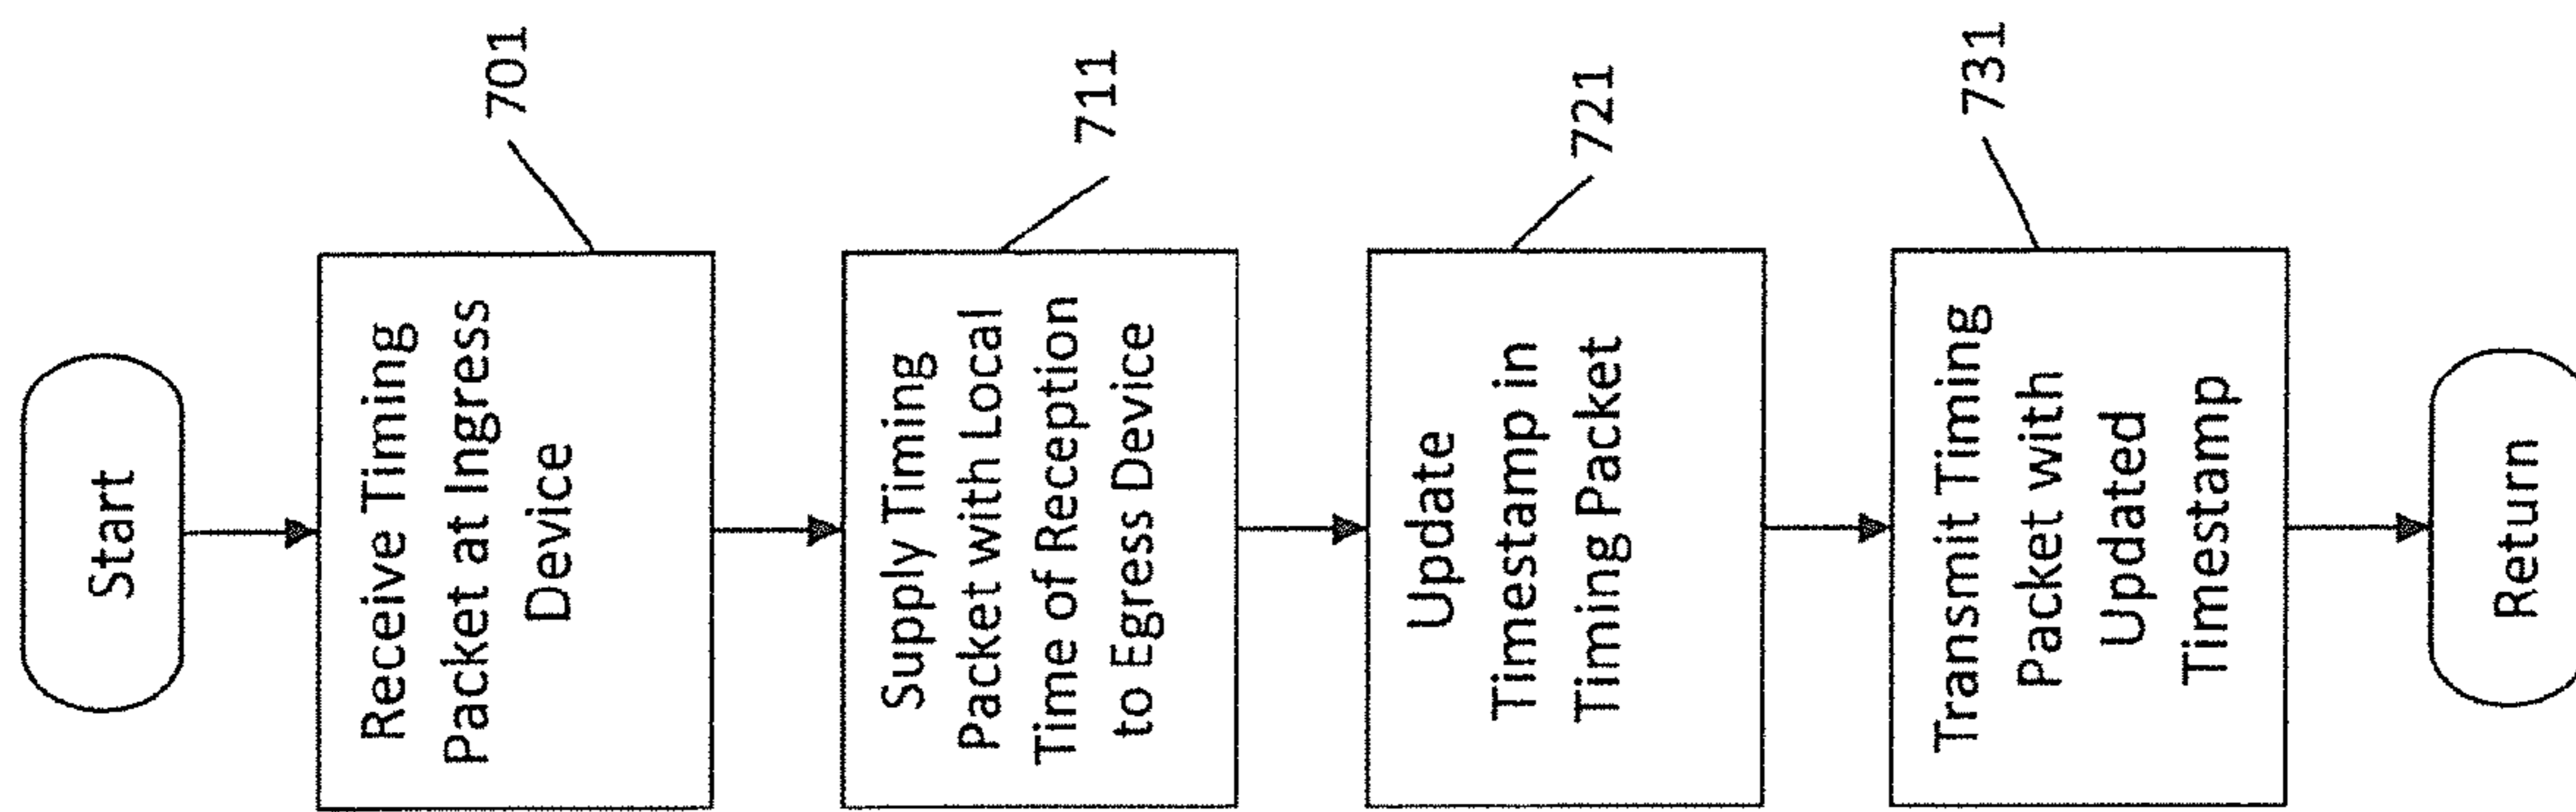 Start
Receive Timing
Packet at Ingress
Device
701
Supply Timing
Packet with Local
Time of Reception
to Egress Device
711
Update
Timestamp in
Timing Packet
721
Transmit Timing
Packet with
Updated
Timestamp
731
Return